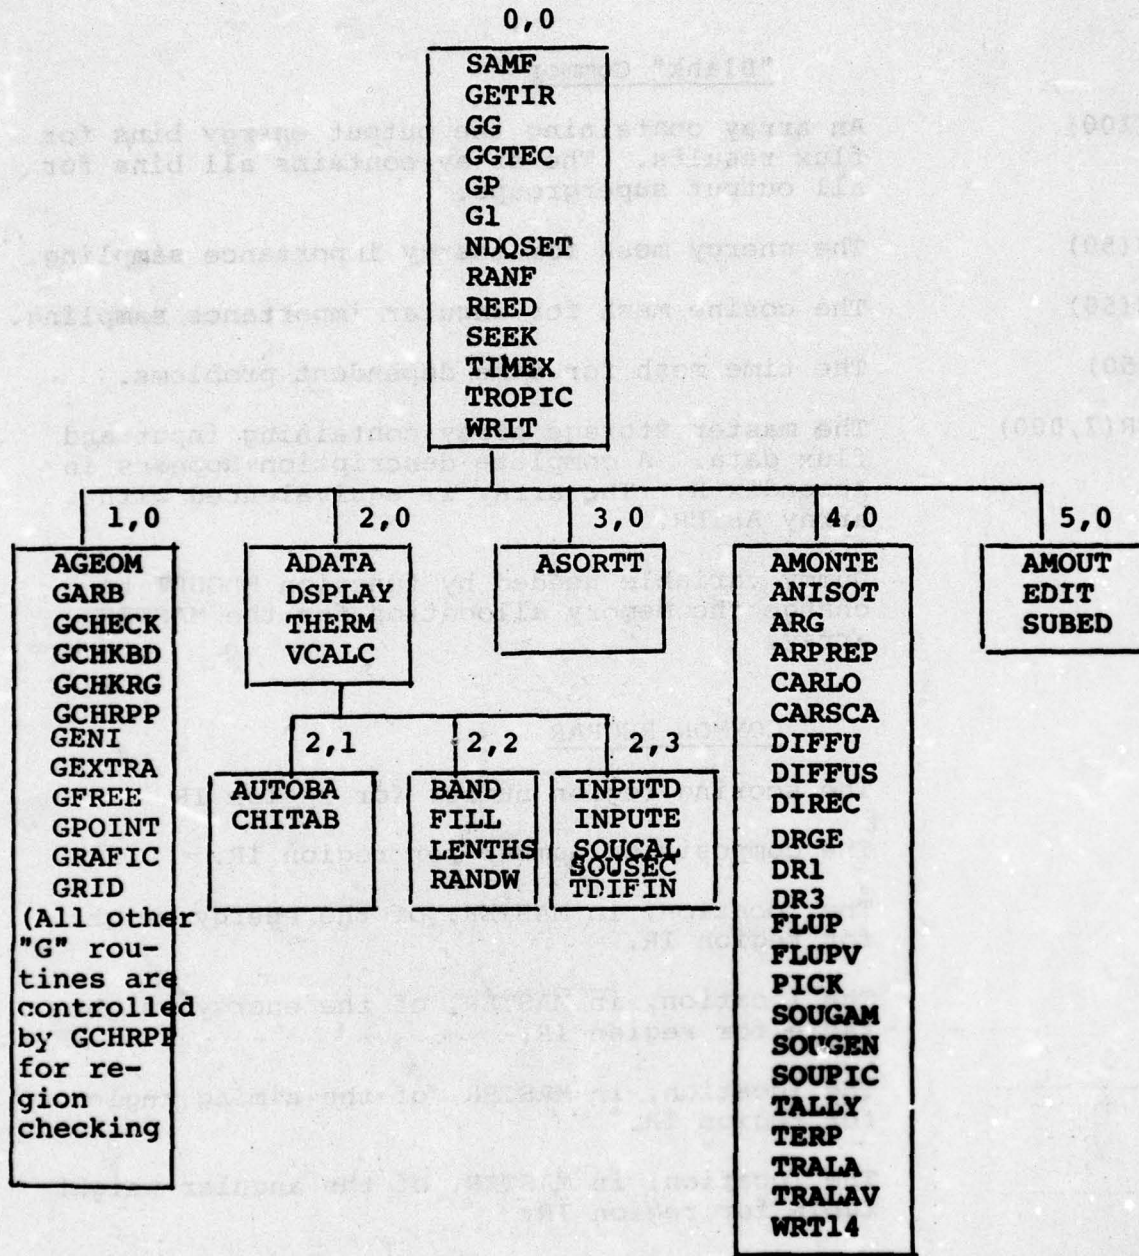 0,0
SAMF
GETIR
GG
GGTEC
GP
G1
NDQSET
RANF
REED
SEEK
TIMEX
TROPIC
WRIT
1,0
2,0
3,0
4,0
5,0
AGEOM
GARB
GCHECK
GCHKBD
GCHKRG
GCHRPP
GENI
GEXTRA
GFREE
GPOINT
GRAFIC
GRID
(All other
"G" rou-
tines are
controlled
by GCHRPP
for re-
gion
checking
ADATA
DSPLAY
THERM
VCALC
2,1
2,2
2,3
AUTOBA
CHITAB
BAND
FILL
LENTHS
RANDW
INPUTD
INPUTE
SOUCAL
SOUSEC
TDIFIN
ASORTT
AMONTE
ANISOT
ARG
ARPREP
CARLO
CARSCA
DIFFU
DIFFUS
DIREC
DRGE
DR1
DR3
FLUP
FLUPV
PICK
SOUGAM
SOUGEN
SOUPIC
TALLY
TERP
TRALA
TRALAV
WRT14
AMOUT
EDIT
SUBED